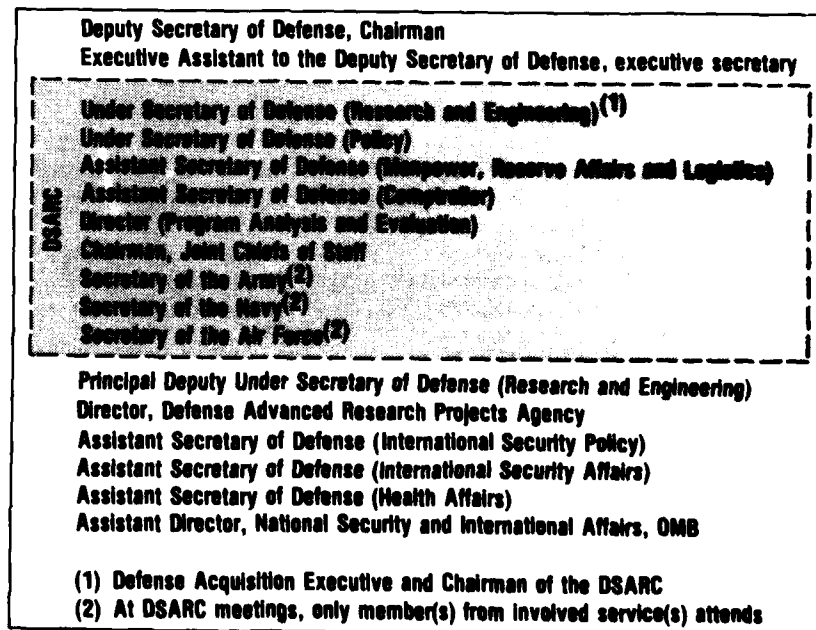 Deputy Secretary of Defense, Chairman
Executive Assistant to the Deputy Secretary of Defense, executive secretary
DSARC
Under Secretary of Defense (Research and Engineering)(1)
Under Secretary of Defense (Policy)
Assistant Secretary of Defense (Manpower, Reserve Affairs and Logistics)
Assistant Secretary of Defense (Comptroller)
Director (Program Analysis and Evaluation)
Chairman, Joint Chiefs of Staff
Secretary of the Army(2)
Secretary of the Navy(2)
Secretary of the Air Force(2)
Principal Deputy Under Secretary of Defense (Research and Engineering)
Director, Defense Advanced Research Projects Agency
Assistant Secretary of Defense (International Security Policy)
Assistant Secretary of Defense (International Security Affairs)
Assistant Secretary of Defense (Health Affairs)
Assistant Director, National Security and International Affairs, OMB
(1) Defense Acquisition Executive and Chairman of the DSARC
(2) At DSARC meetings, only member(s) from involved service(s) attends